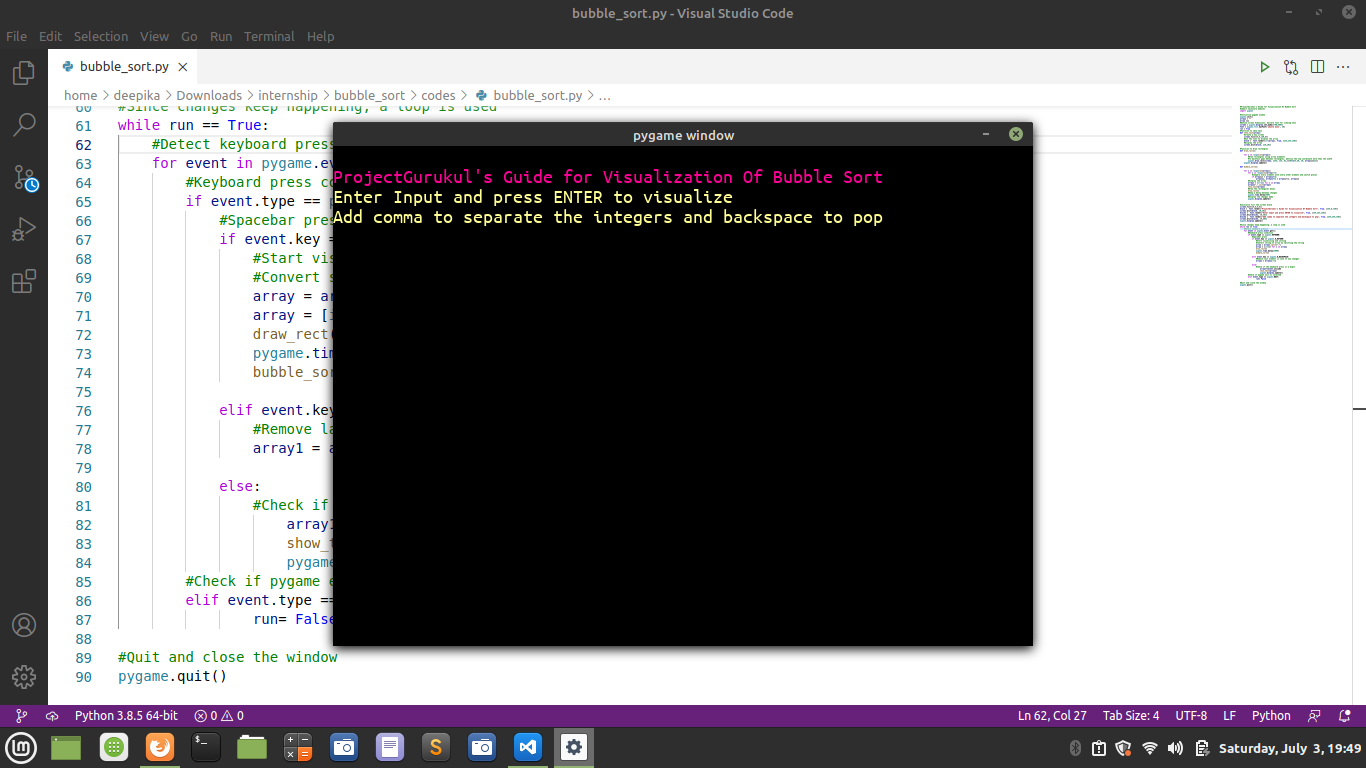 bubble_sort.py - Visual Studio Code
File Edit Selection View Go Run Terminal Help
bubble_sort.py
home > deepika > Downloads > internship > bubble_sort > codes > bubble_sort.py > ...
60 #Since changes keep happening, a loop is used
61 while run == True:
62 #Detect keyboard press
63 for event in pygame.ev
64 #Keyboard press co
65 if event.type == p
66 #Spacebar pres
67 if event.key =
68 #Start vis
69 #Convert s
70 array = ar
71 array = [i
72 draw_rect(
73 pygame.tim
74 bubble_sor
75
76 elif event.key
77 #Remove la
78 array1 = a
79
80 else:
81 #Check if
82 array1
83 show_t
84 pygame
85 #Check if pygame e
86 elif event.type ==
87 run= False
88
89 #Quit and close the window
90 pygame.quit()
pygame window
ProjectGurukul's Guide for Visualization Of Bubble Sort
Enter Input and press ENTER to visualize
Add comma to separate the integers and backspace to pop
Python 3.8.5 64-bit 0 0 Ln 62, Col 27 Tab Size: 4 UTF-8 LF Python
Saturday, July 3, 19:49